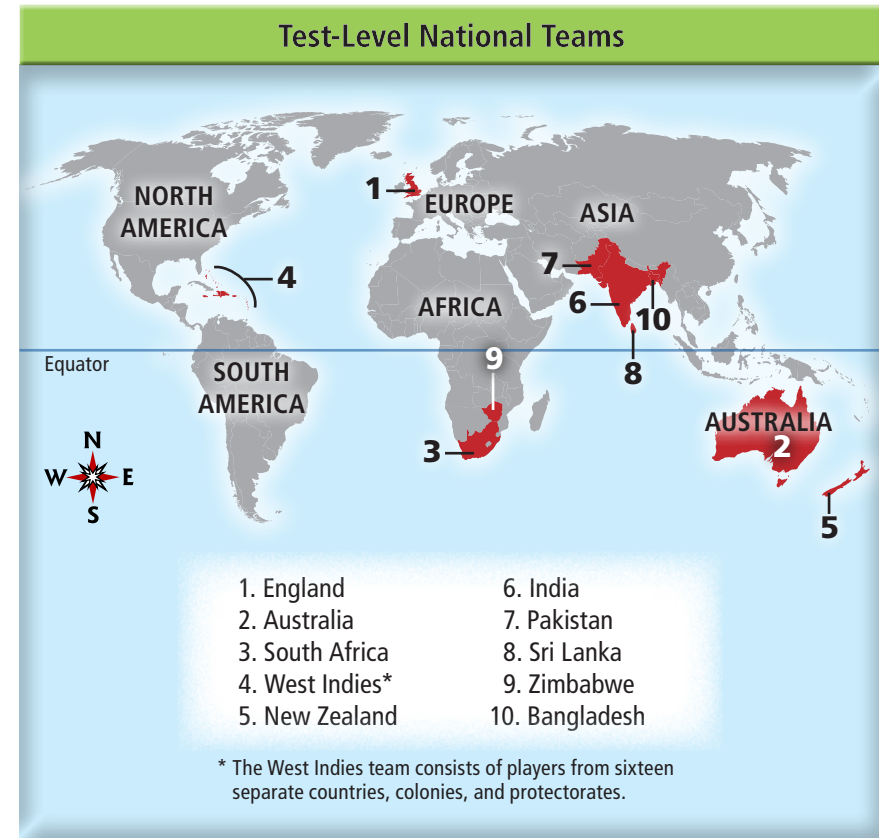 Test-Level National Teams
NORTH
AMERICA
1
EUROPE
ASIA
4
7
6
10
AFRICA
Equator
9
8
SOUTH
AMERICA
AUSTRALIA
2
3
N
W E
S
5
1. England
2. Australia
3. South Africa
4. West Indies*
5. New Zealand
6. India
7. Pakistan
8. Sri Lanka
9. Zimbabwe
10. Bangladesh
* The West Indies team consists of players from sixteen
separate countries, colonies, and protectorates.